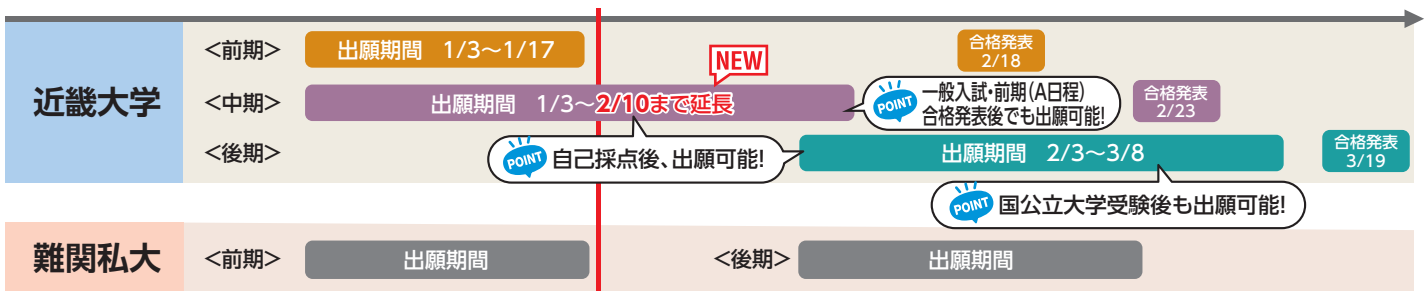 近畿大学
<前期>
出願期間 1/3～1/17
合格発表
2/18
NEW
<中期>
出願期間 1/3～2/10まで延長
POINT
一般入試・前期(A日程)
合格発表後でも出願可能!
合格発表
2/23
<後期>
POINT 自己採点後、出願可能!
出願期間 2/3～3/8
合格発表
3/19
POINT 国公立大学受験後も出願可能!
難関私大
<前期>
出願期間
<後期>
出願期間